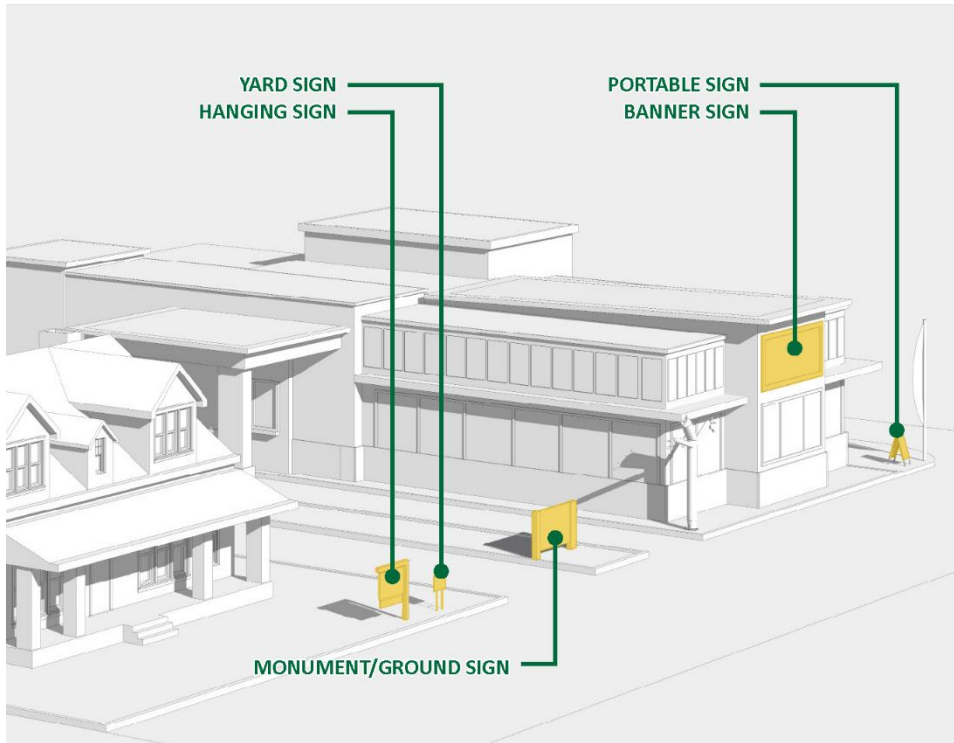 YARD SIGN
HANGING SIGN
PORTABLE SIGN
BANNER SIGN
MONUMENT/GROUND SIGN